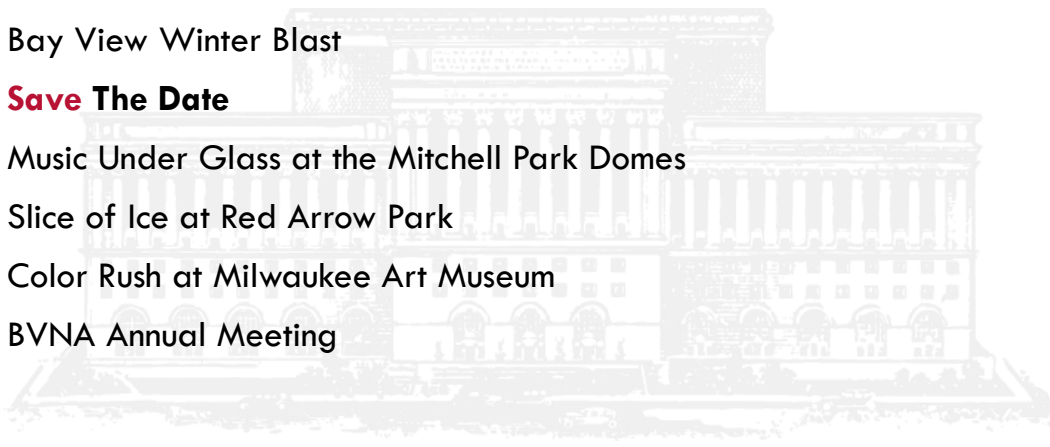 Bay View Winter Blast
Save The Date
Music Under Glass at the Mitchell Park Domes
Slice of Ice at Red Arrow Park
Color Rush at Milwaukee Art Museum
BVNA Annual Meeting